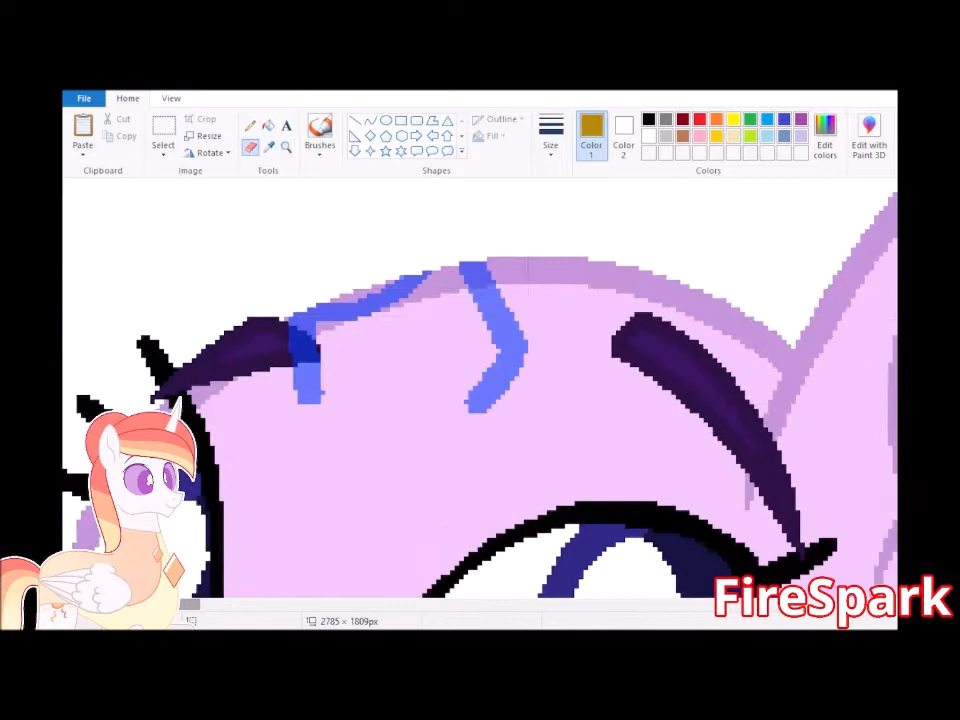 File Home View
Paste
Cut
Copy
Clipboard
Select
Crop
Resize
Rotate
Image
A
Tools
Brushes
Outline
Fill
Shapes
Size
Color 1
Color 2
Edit colors
Colors
Edit with Paint 3D
2785 × 1809px
FireSpark